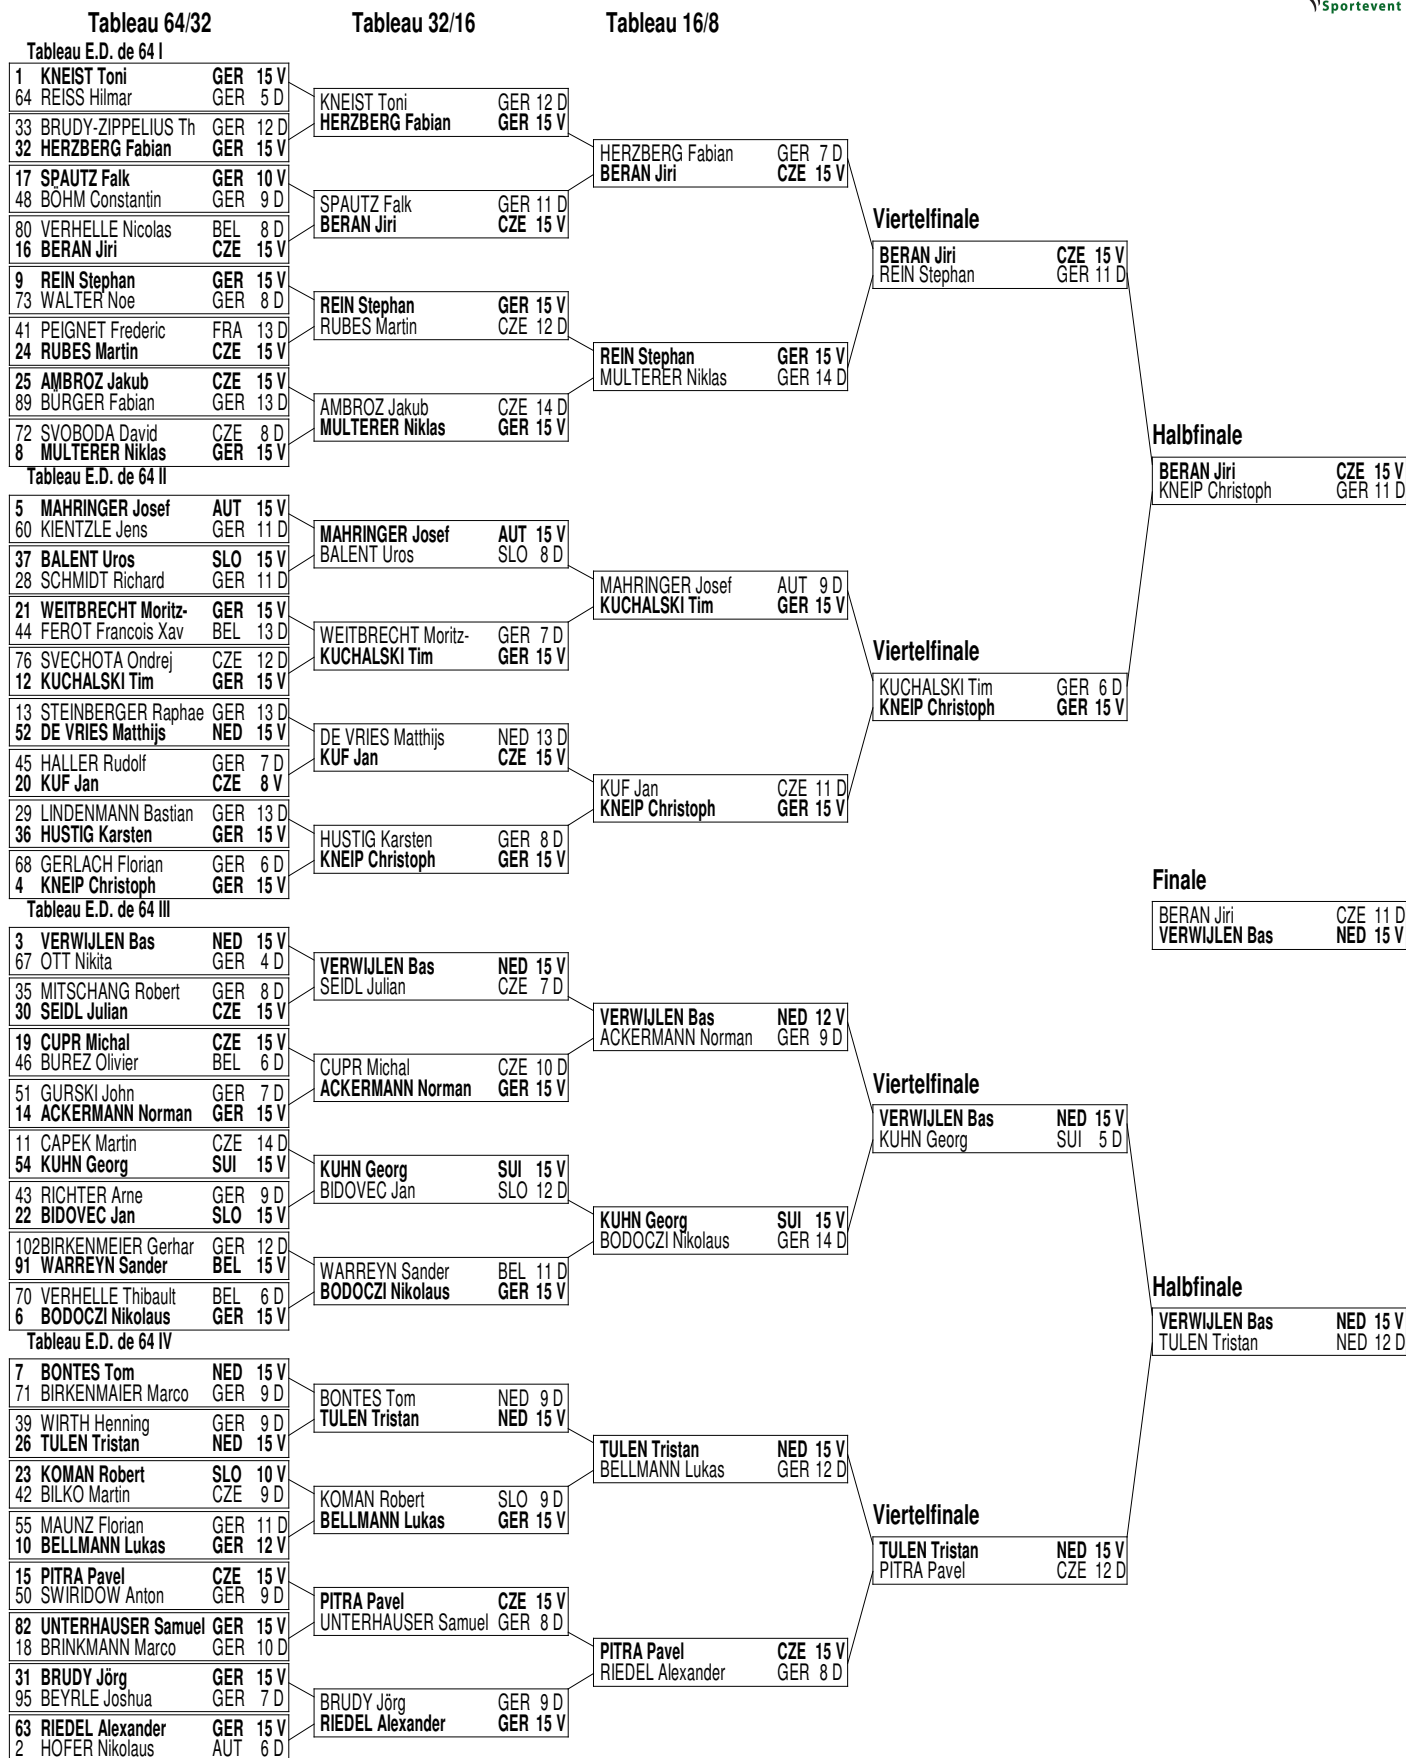 Sportevent
Tableau 64/32
Tableau 32/16
Tableau 16/8
Tableau E.D. de 64 I
1 KNEIST Toni GER 15 V
64 REISS Hilmar GER 5 D
33 BRUDY-ZIPPELIUS Th GER 12 D
32 HERZBERG Fabian GER 15 V
17 SPAUTZ Falk GER 10 V
48 BÖHM Constantin GER 9 D
80 VERHELLE Nicolas BEL 8 D
16 BERAN Jiri CZE 15 V
9 REIN Stephan GER 15 V
73 WALTER Noe GER 8 D
41 PEIGNET Frederic FRA 13 D
24 RUBES Martin CZE 15 V
25 AMBROZ Jakub CZE 15 V
89 BÜRGER Fabian GER 13 D
72 SVOBODA David CZE 8 D
8 MULTERER Niklas GER 15 V
Tableau E.D. de 64 II
5 MAHRINGER Josef AUT 15 V
60 KIENTZLE Jens GER 11 D
37 BALENT Uros SLO 15 V
28 SCHMIDT Richard GER 11 D
21 WEITBRECHT Moritz- GER 15 V
44 FEROT Francois Xav BEL 13 D
76 SVECHOTA Ondrej CZE 12 D
12 KUCHALSKI Tim GER 15 V
13 STEINBERGER Raphae GER 13 D
52 DE VRIES Matthijs NED 15 V
45 HALLER Rudolf GER 7 D
20 KUF Jan CZE 8 V
29 LINDENMANN Bastian GER 13 D
36 HUSTIG Karsten GER 15 V
68 GERLACH Florian GER 6 D
4 KNEIP Christoph GER 15 V
Tableau E.D. de 64 III
3 VERWIJLEN Bas NED 15 V
67 OTT Nikita GER 4 D
35 MITSCHANG Robert GER 8 D
30 SEIDL Julian CZE 15 V
19 CUPR Michal CZE 15 V
46 BUREZ Olivier BEL 6 D
51 GURSKI John GER 7 D
14 ACKERMANN Norman GER 15 V
11 CAPEK Martin CZE 14 D
54 KUHN Georg SUI 15 V
43 RICHTER Arne GER 9 D
22 BIDOVEC Jan SLO 15 V
102BIRKENMEIER Gerhar GER 12 D
91 WARREYN Sander BEL 15 V
70 VERHELLE Thibault BEL 6 D
6 BODOCZI Nikolaus GER 15 V
Tableau E.D. de 64 IV
7 BONTES Tom NED 15 V
71 BIRKENMAIER Marco GER 9 D
39 WIRTH Henning GER 9 D
26 TULEN Tristan NED 15 V
23 KOMAN Robert SLO 10 V
42 BILKO Martin CZE 9 D
55 MAUNZ Florian GER 11 D
10 BELLMANN Lukas GER 12 V
15 PITRA Pavel CZE 15 V
50 SWIRIDOW Anton GER 9 D
82 UNTERHAUSER Samuel GER 15 V
18 BRINKMANN Marco GER 10 D
31 BRUDY Jörg GER 15 V
95 BEYRLE Joshua GER 7 D
63 RIEDEL Alexander GER 15 V
2 HOFER Nikolaus AUT 6 D
KNEIST Toni GER 12 D
HERZBERG Fabian GER 15 V
SPAUTZ Falk GER 11 D
BERAN Jiri CZE 15 V
REIN Stephan GER 15 V
RUBES Martin CZE 12 D
AMBROZ Jakub CZE 14 D
MULTERER Niklas GER 15 V
MAHRINGER Josef AUT 15 V
BALENT Uros SLO 8 D
WEITBRECHT Moritz- GER 7 D
KUCHALSKI Tim GER 15 V
DE VRIES Matthijs NED 13 D
KUF Jan CZE 15 V
HUSTIG Karsten GER 8 D
KNEIP Christoph GER 15 V
VERWIJLEN Bas NED 15 V
SEIDL Julian CZE 7 D
CUPR Michal CZE 10 D
ACKERMANN Norman GER 15 V
KUHN Georg SUI 15 V
BIDOVEC Jan SLO 12 D
WARREYN Sander BEL 11 D
BODOCZI Nikolaus GER 15 V
BONTES Tom NED 9 D
TULEN Tristan NED 15 V
KOMAN Robert SLO 9 D
BELLMANN Lukas GER 15 V
PITRA Pavel CZE 15 V
UNTERHAUSER Samuel GER 8 D
BRUDY Jörg GER 9 D
RIEDEL Alexander GER 15 V
HERZBERG Fabian GER 7 D
BERAN Jiri CZE 15 V
REIN Stephan GER 15 V
MULTERER Niklas GER 14 D
MAHRINGER Josef AUT 9 D
KUCHALSKI Tim GER 15 V
KUF Jan CZE 11 D
KNEIP Christoph GER 15 V
VERWIJLEN Bas NED 12 V
ACKERMANN Norman GER 9 D
KUHN Georg SUI 15 V
BODOCZI Nikolaus GER 14 D
TULEN Tristan NED 15 V
BELLMANN Lukas GER 12 D
PITRA Pavel CZE 15 V
RIEDEL Alexander GER 8 D
Viertelfinale
BERAN Jiri CZE 15 V
REIN Stephan GER 11 D
Viertelfinale
KUCHALSKI Tim GER 6 D
KNEIP Christoph GER 15 V
Viertelfinale
VERWIJLEN Bas NED 15 V
KUHN Georg SUI 5 D
Viertelfinale
TULEN Tristan NED 15 V
PITRA Pavel CZE 12 D
Halbfinale
BERAN Jiri CZE 15 V
KNEIP Christoph GER 11 D
Finale
BERAN Jiri CZE 11 D
VERWIJLEN Bas NED 15 V
Halbfinale
VERWIJLEN Bas NED 15 V
TULEN Tristan NED 12 D